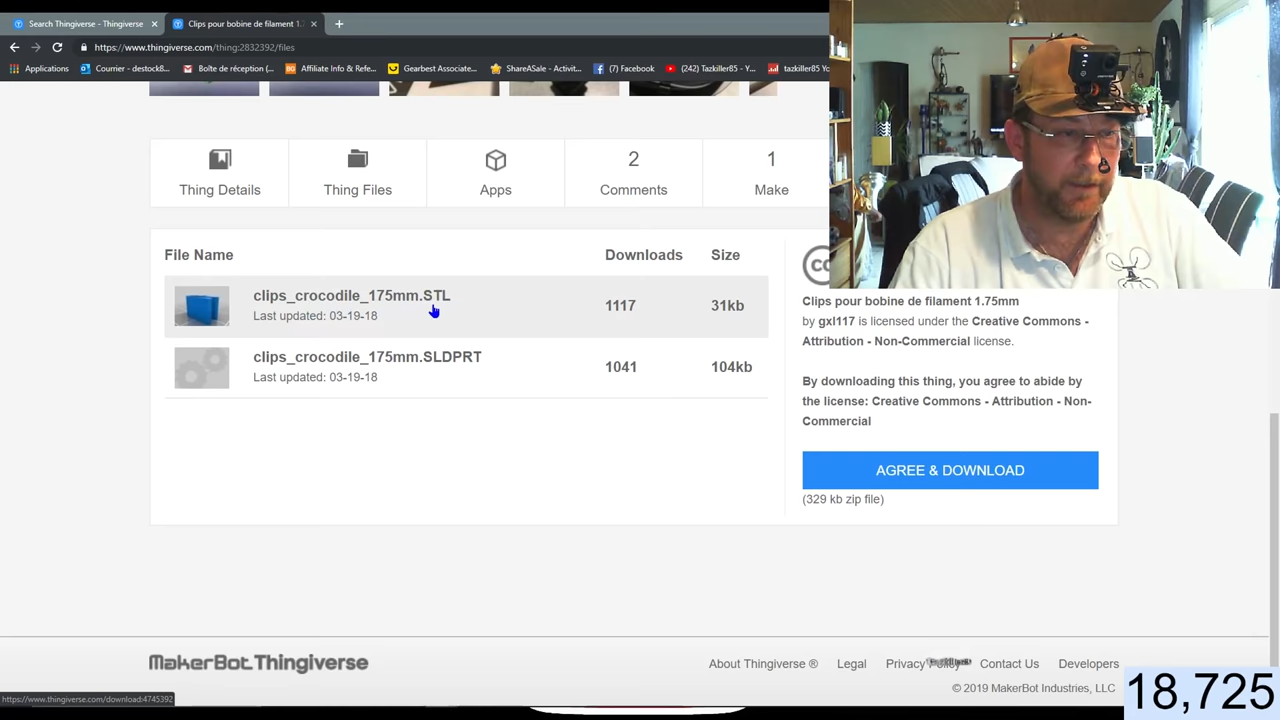 Search Thingiverse - Thingiverse
Clips pour bobine de filament 1.
https://www.thingiverse.com/thing:2832392/files
Applications
Courrier - destock8...
Boîte de réception (...
Affiliate Info & Refe...
Gearbest Associate...
ShareASale - Activit...
(7) Facebook
(242) Tazkiller85 - Y...
tazkiller85 Yo
Thing Details
Thing Files
Apps
2
Comments
1
Make
File Name
Downloads
Size
clips_crocodile_175mm.STL
Last updated: 03-19-18
1117
31kb
clips_crocodile_175mm.SLDPRT
Last updated: 03-19-18
1041
104kb
Clips pour bobine de filament 1.75mm
by gxl117 is licensed under the Creative Commons -
Attribution - Non-Commercial license.
By downloading this thing, you agree to abide by
the license: Creative Commons - Attribution - Non-
Commercial
AGREE & DOWNLOAD
(329 kb zip file)
MakerBot.Thingiverse
About Thingiverse ®
Legal
Privacy Policy
Contact Us
Developers
© 2019 MakerBot Industries, LLC
https://www.thingiverse.com/download:4745392
18,725